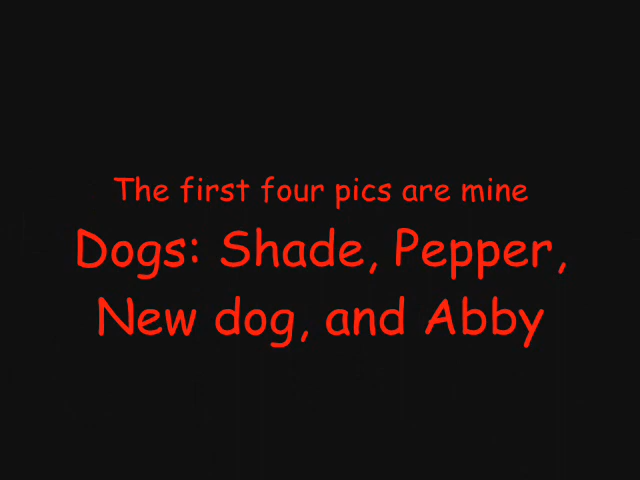 The first four pics are mine
Dogs: Shade, Pepper,
New dog, and Abby